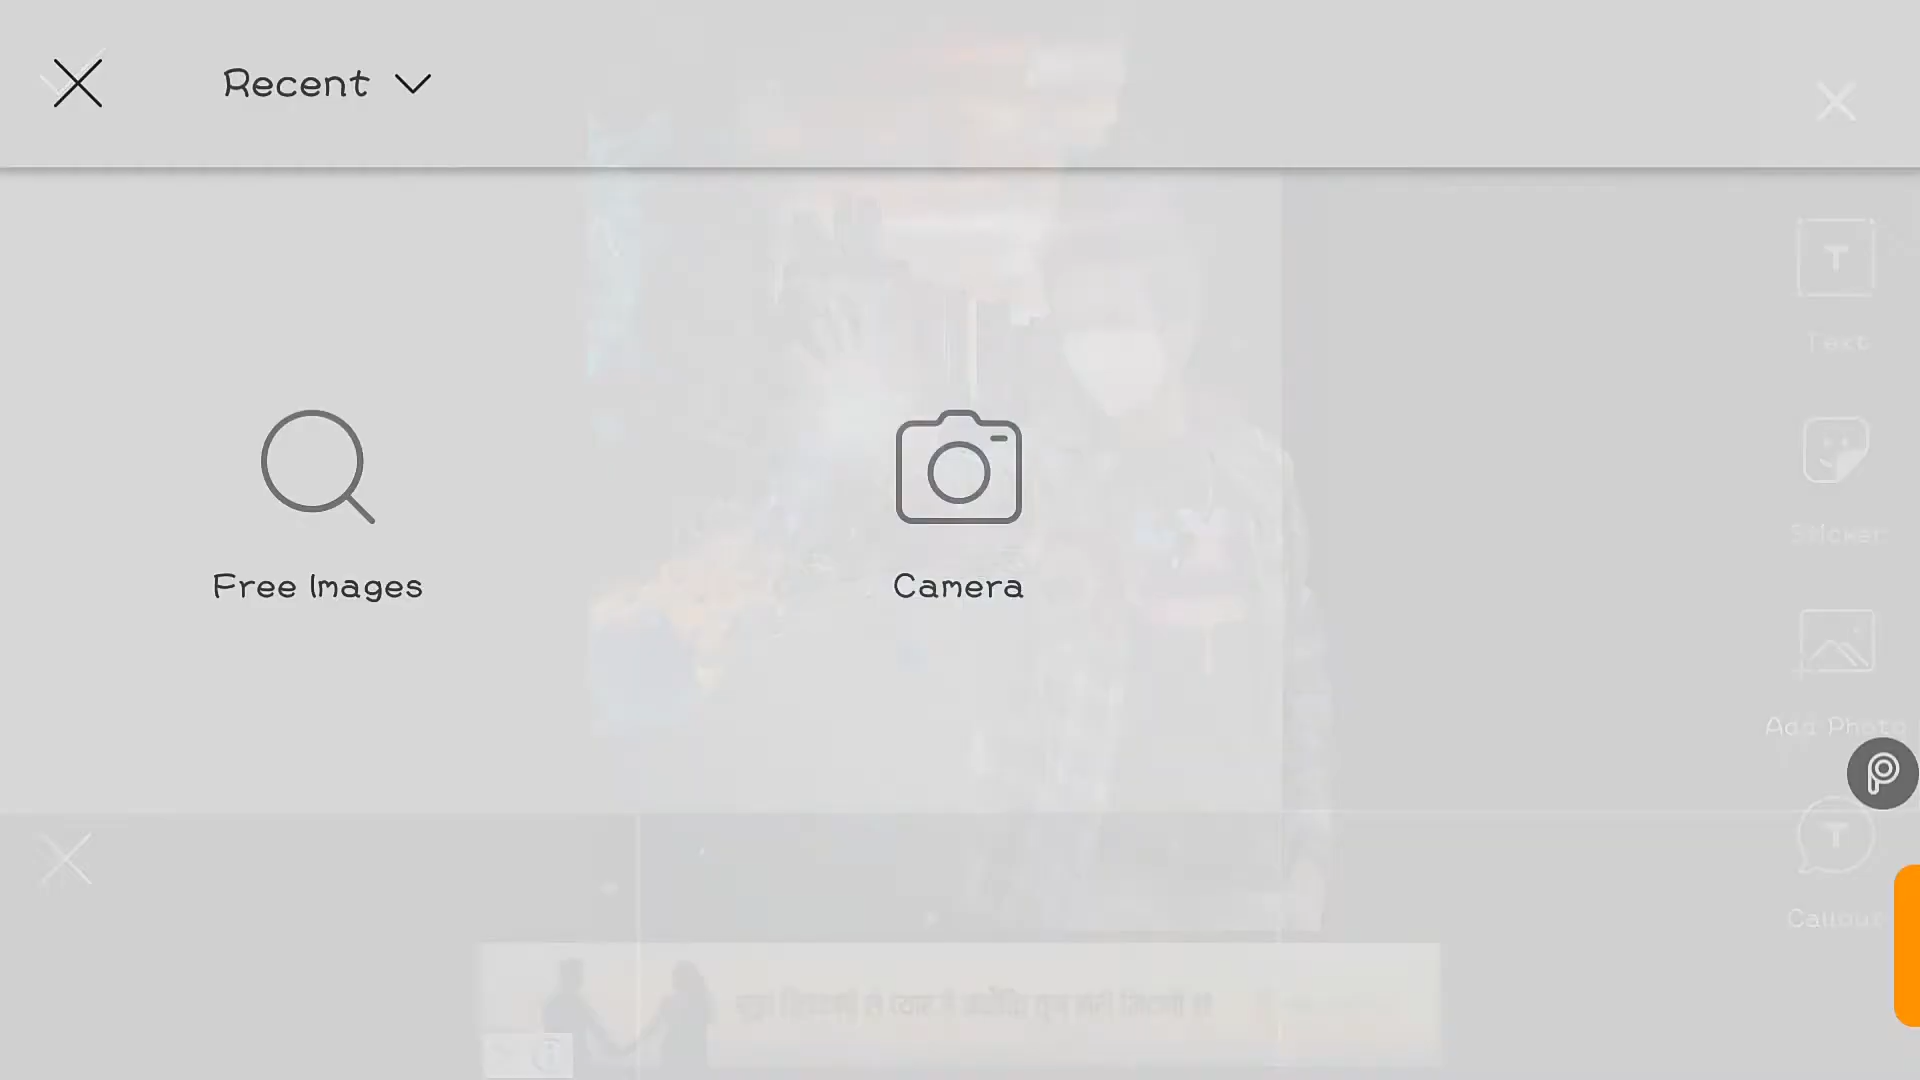 Recent
Text
Sticker
Free Images
Camera
Add Photo
Callout